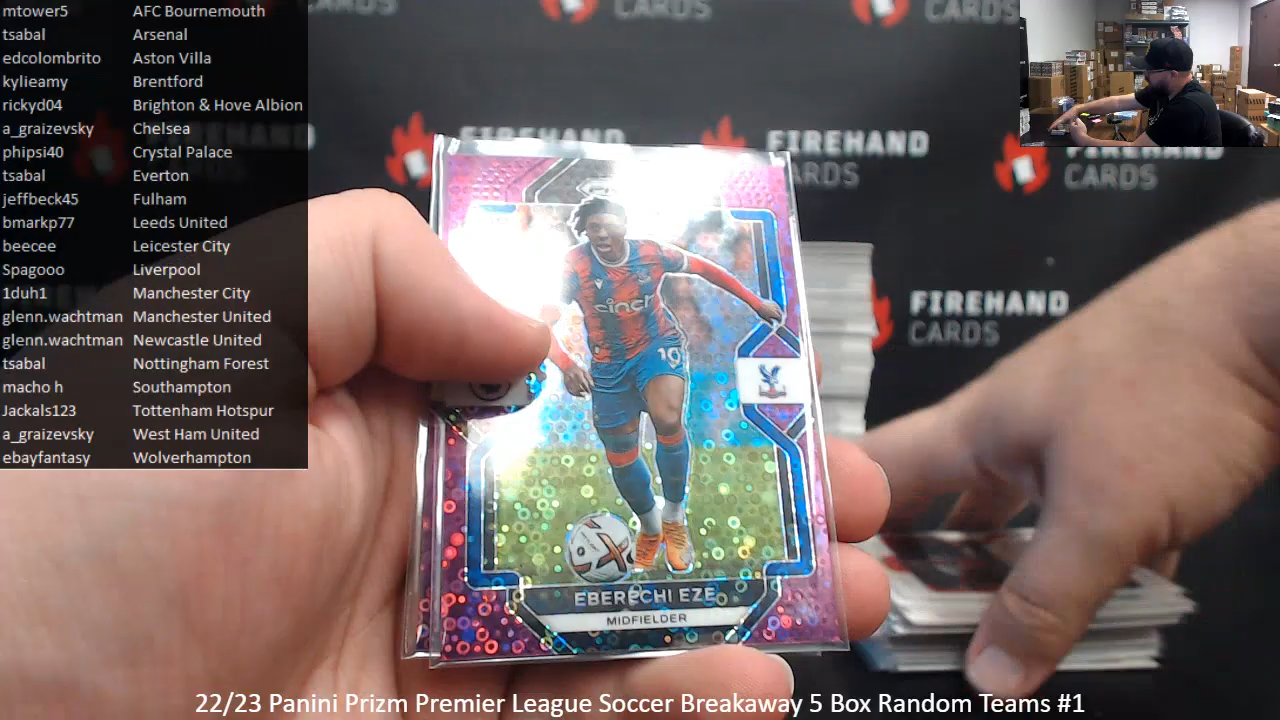 mtower5 AFC Bournemouth
tsabal Arsenal
edcolombrito Aston Villa
kylieamy Brentford
rickyd04 Brighton & Hove Albion
a_graizevsky Chelsea
phipsi40 Crystal Palace
tsabal Everton
jeffbeck45 Fulham
bmarkp77 Leeds United
beecee Leicester City
Spagooo Liverpool
1duh1 Manchester City
glenn.wachtman Manchester United
glenn.wachtman Newcastle United
tsabal Nottingham Forest
macho h Southampton
Jackals123 Tottenham Hotspur
a_graizevsky West Ham United
ebayfantasy Wolverhampton
CARDS
CARDS
CARDS
FIREHAND
FIREHAND
CARDS
CARDS
FIREHAND
CARDS
cinch
10
EBERECHI EZE
MIDFIELDER
22/23 Panini Prizm Premier League Soccer Breakaway 5 Box Random Teams #1